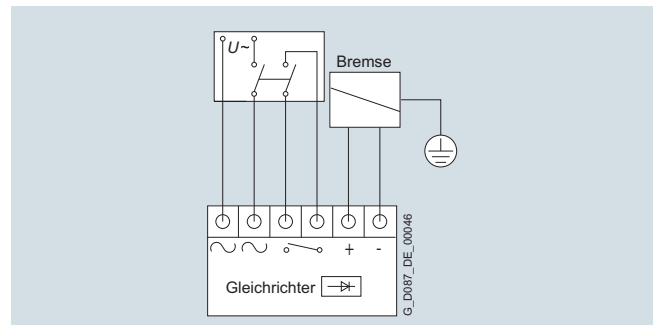 U~
Bremse
+ -
Gleichrichter
G_D087_DE_00046